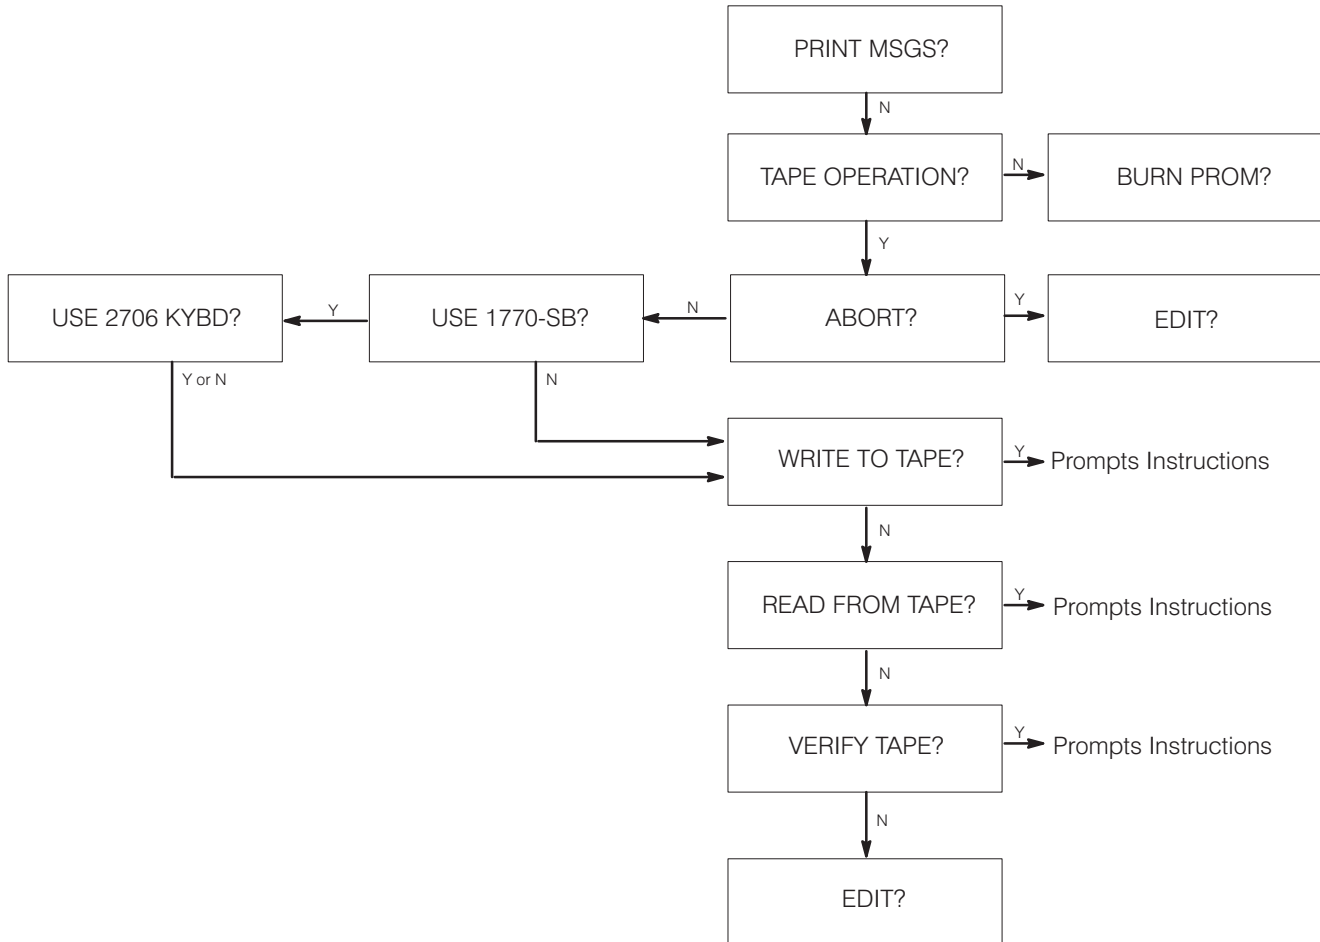 PRINT MSGS?
N
TAPE OPERATION?
N
BURN PROM?
Y
USE 2706 KYBD?
Y
USE 1770-SB?
N
ABORT?
Y
EDIT?
Y or N
N
WRITE TO TAPE?
Y
Prompts Instructions
N
READ FROM TAPE?
Y
Prompts Instructions
N
VERIFY TAPE?
Y
Prompts Instructions
N
EDIT?